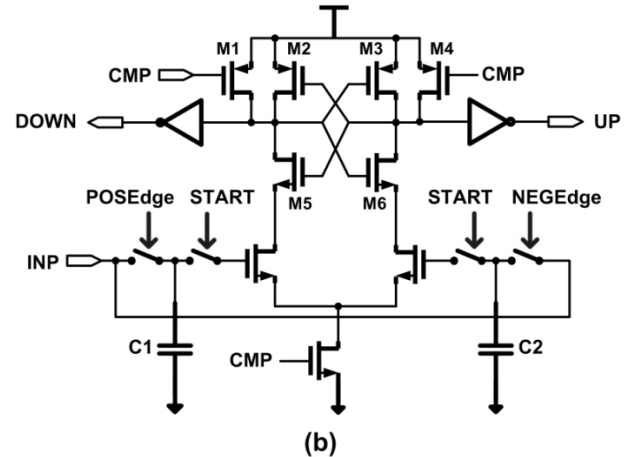 M1 M2 M3 M4
CMP CMP
DOWN UP
M5 M6
POSEdge START START NEGEdge
INP
C1 C2
CMP
(b)